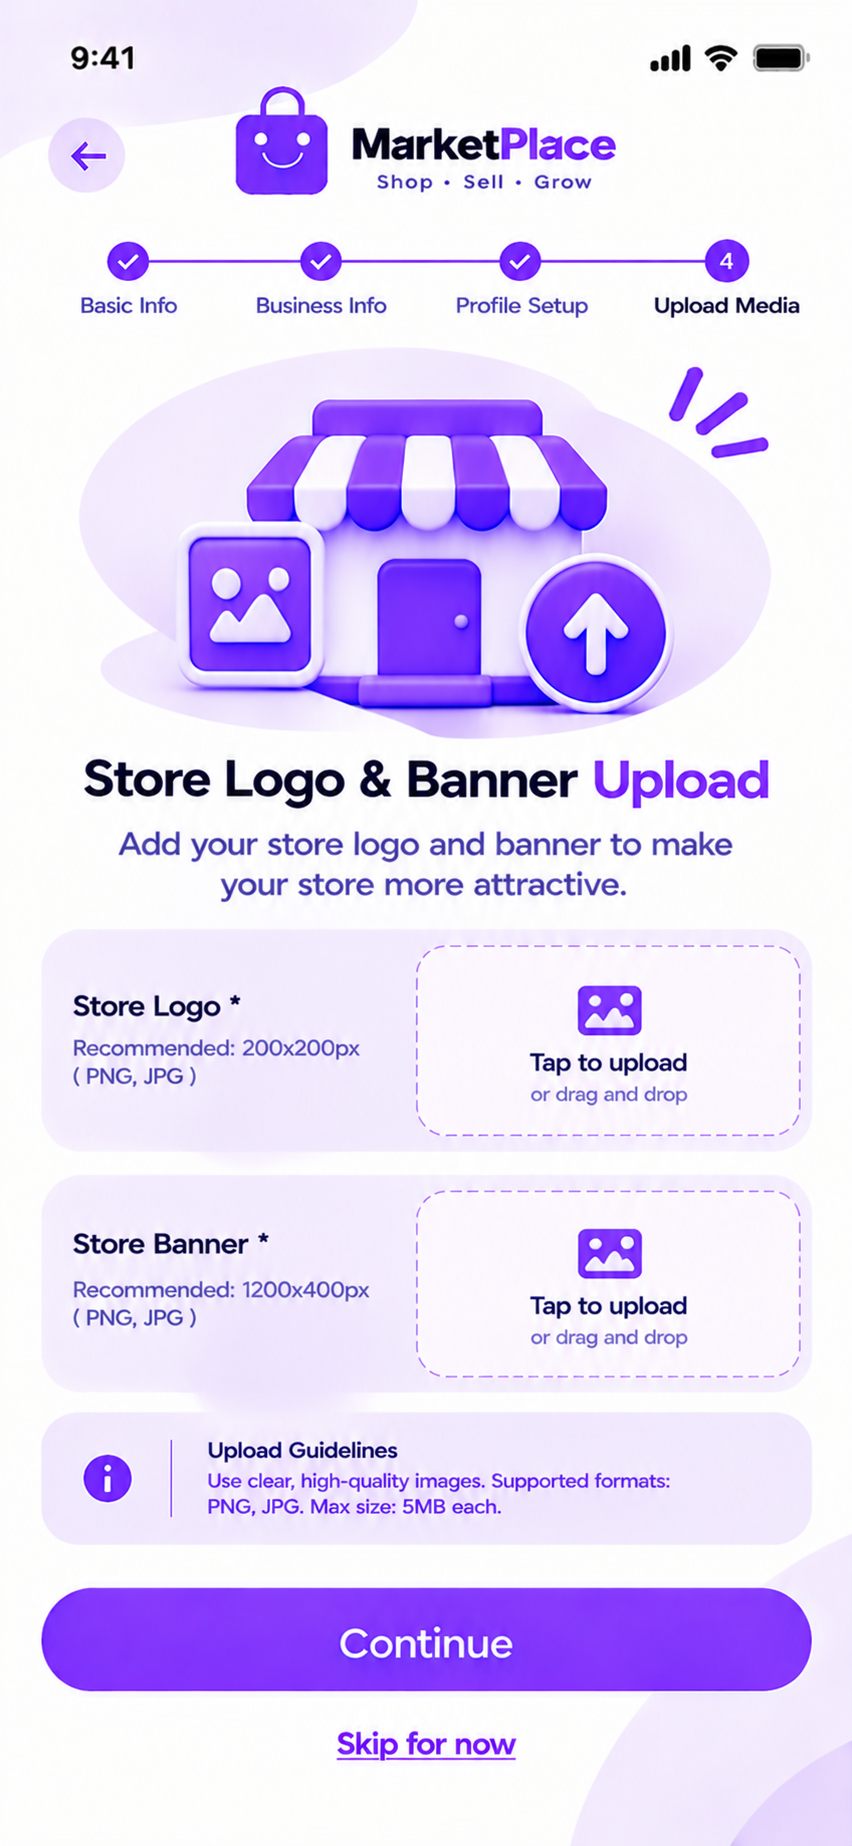 9:41
MarketPlace
Shop • Sell • Grow
4
Basic Info
Business Info
Profile Setup
Upload Media
Store Logo & Banner Upload
Add your store logo and banner to make
your store more attractive.
Store Logo *
Recommended: 200x200px
( PNG, JPG )
Tap to upload
or drag and drop
Store Banner *
Recommended: 1200x400px
( PNG, JPG )
Tap to upload
or drag and drop
Upload Guidelines
Use clear, high-quality images. Supported formats:
PNG, JPG. Max size: 5MB each.
Continue
Skip for now